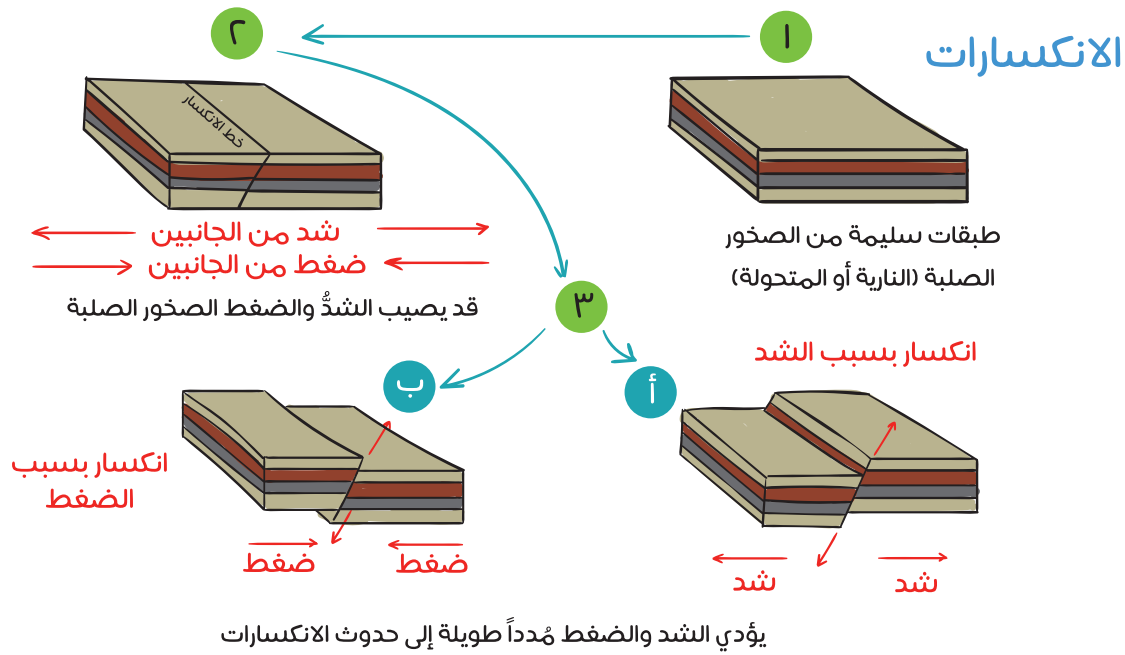 الانكسارات
١
طبقات سليمة من الصخور
الصلبة (النارية أو المتحولة)
٢
خط الانكسار
شد من الجانبين
ضغط من الجانبين
قد يصيب الشدُّ والضغط الصخور الصلبة
٣
أ
انكسار بسبب الشد
شد
شد
ب
انكسار بسبب
الضغط
ضغط
ضغط
يؤدي الشد والضغط مُدداً طويلة إلى حدوث الانكسارات